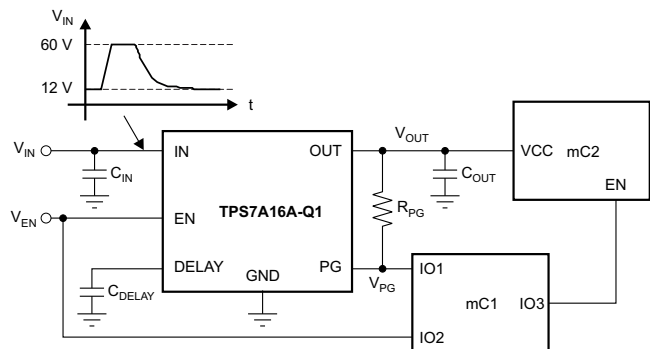 VIN
60 V
12 V
t
VIN
CIN
IN
OUT
VOUT
COUT
VCC
mC2
EN
VEN
EN
TPS7A16A-Q1
RPG
DELAY
GND
PG
VPG
CDELAY
IO1
mC1
IO3
IO2